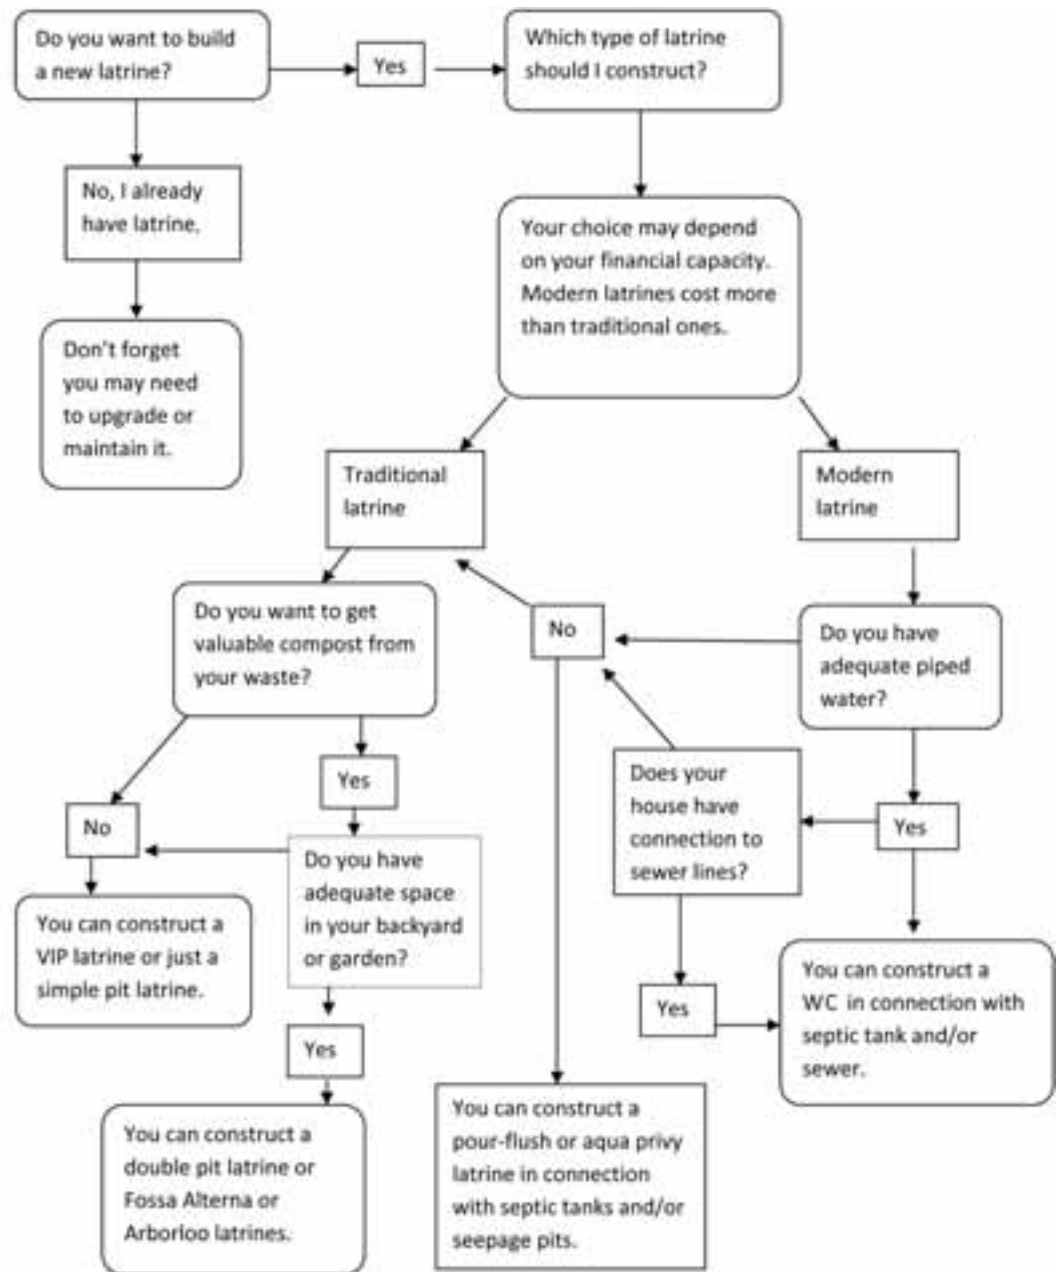 Do you want to build
a new latrine?
Yes
Which type of latrine
should I construct?
No, I already
have latrine.
Your choice may depend
on your financial capacity.
Modern latrines cost more
than traditional ones.
Don't forget
you may need
to upgrade or
maintain it.
Traditional
latrine
Modern
latrine
Do you want to get
valuable compost from
your waste?
No
Do you have
adequate piped
water?
Yes
Does your
house have
connection to
sewer lines?
No
Yes
Do you have
adequate space
in your backyard
or garden?
You can construct a
VIP latrine or just a
simple pit latrine.
You can construct a
WC in connection with
septic tank and/or
sewer.
Yes
Yes
You can construct a
double pit latrine or
Fossa Alterna or
Arborloo latrines.
You can construct a
pour-flush or aqua privy
latrine in connection
with septic tanks and/or
seepage pits.